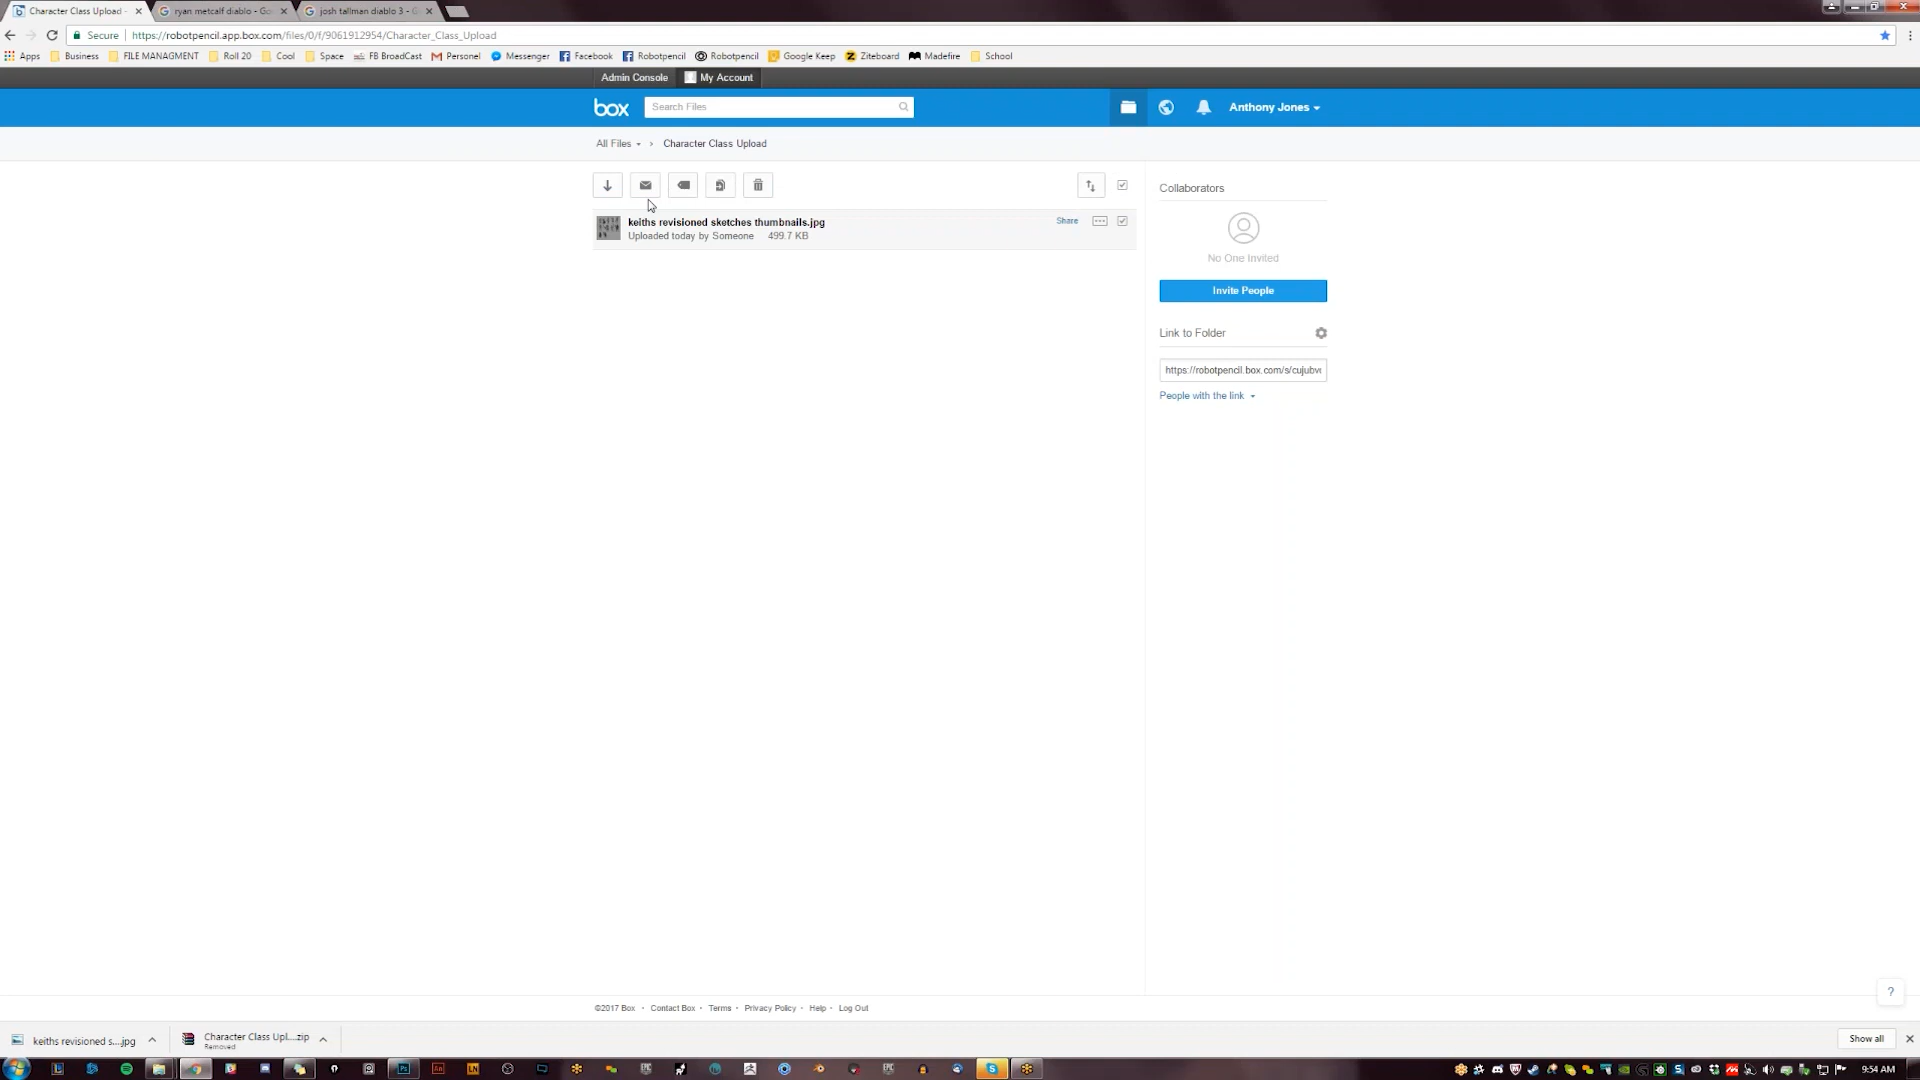 Character Class Upload -
ryan metcalf diablo - Go
josh tallman diablo 3 - G
Secure
https://robotpencil.app.box.com/files/0/f/9061912954/Character_Class_Upload
Apps Business FILE MANAGMENT Roll 20 Cool Space FB BroadCast Personel Messenger Facebook Robotpencil Robotpencil Google Keep Ziteboard Madefire School
Admin Console My Account
box Search Files Anthony Jones
All Files › Character Class Upload
Collaborators
keiths revisioned sketches thumbnails.jpg Share
Uploaded today by Someone 499.7 KB
No One Invited
Invite People
Link to Folder
https://robotpencil.box.com/s/cujubv
People with the link
?
©2017 Box • Contact Box • Terms • Privacy Policy • Help • Log Out
keiths revisioned s....jpg
Character Class Upl....zip
Removed
Show all
9:54 AM